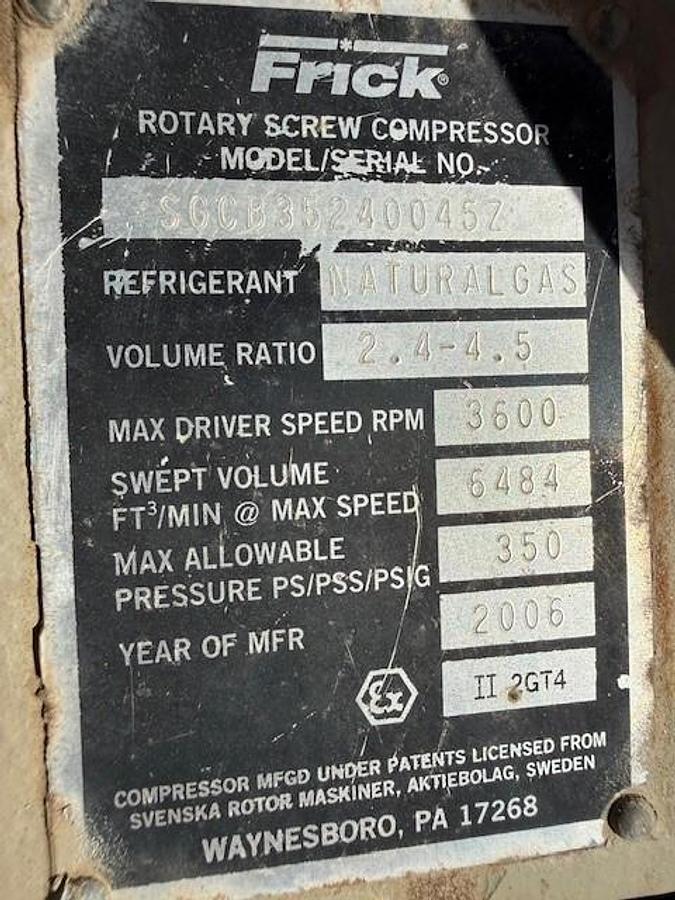 Frick®
ROTARY SCREW COMPRESSOR
MODEL/SERIAL NO.
SGCB352400457
REFRIGERANT NATURALGAS
VOLUME RATIO 2.4-4.5
MAX DRIVER SPEED RPM 3600
SWEPT VOLUME
FT³/MIN @ MAX SPEED 6484
MAX ALLOWABLE
PRESSURE PS/PSS/PSIG 350
YEAR OF MFR 2006
Ex II 2GT4
COMPRESSOR MFGD UNDER PATENTS LICENSED FROM
SVENSKA ROTOR MASKINER, AKTIEBOLAG, SWEDEN
WAYNESBORO, PA 17268